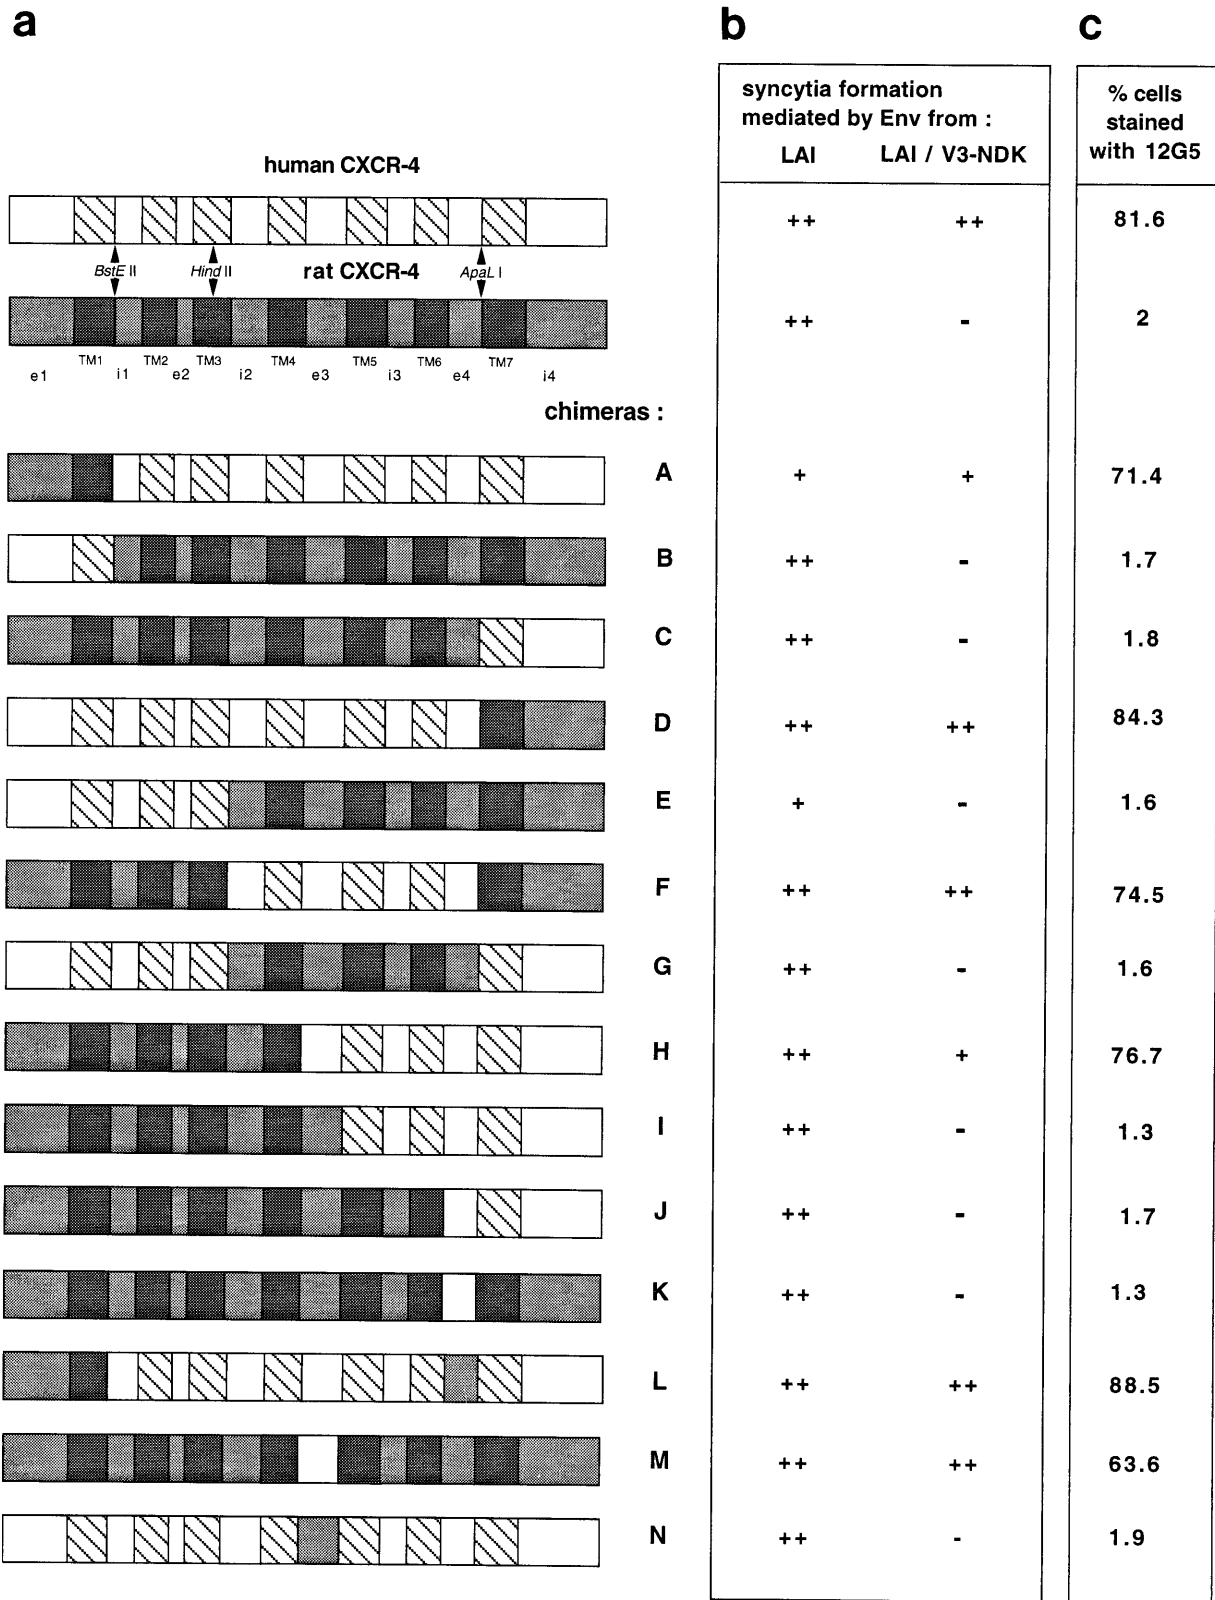 a
b
c
syncytia formation
mediated by Env from :
LAI LAI / V3-NDK
% cells
stained
with 12G5
human CXCR-4
++ ++ 81.6
BstE II Hind II rat CXCR-4 ApaL I
++ - 2
TM1 TM2 TM3 TM4 TM5 TM6 TM7
e1 i1 e2 i2 e3 i3 e4 i4
chimeras :
A + + 71.4
B ++ - 1.7
C ++ - 1.8
D ++ ++ 84.3
E + - 1.6
F ++ ++ 74.5
G ++ - 1.6
H ++ + 76.7
I ++ - 1.3
J ++ - 1.7
K ++ - 1.3
L ++ ++ 88.5
M ++ ++ 63.6
N ++ - 1.9